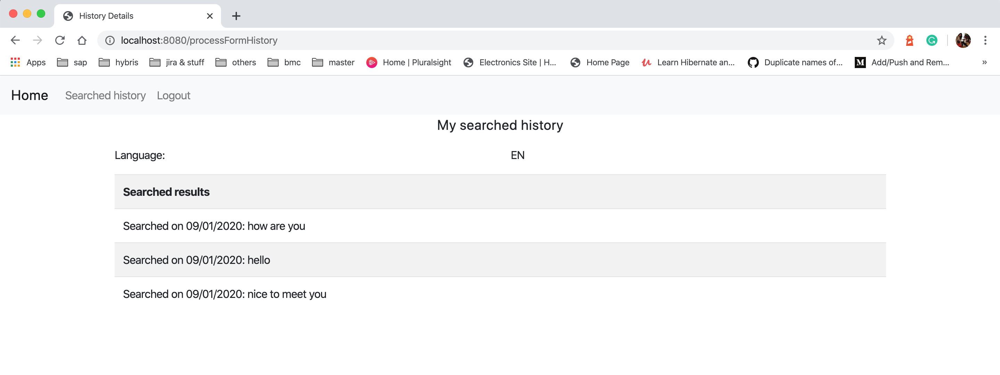 History Details
localhost:8080/processFormHistory
Apps sap hybris jira & stuff others bmc master Home | Pluralsight Electronics Site | H... Home Page Learn Hibernate an... Duplicate names of... M Add/Push and Rem... »
Home Searched history Logout
My searched history
Language: EN
Searched results
Searched on 09/01/2020: how are you
Searched on 09/01/2020: hello
Searched on 09/01/2020: nice to meet you